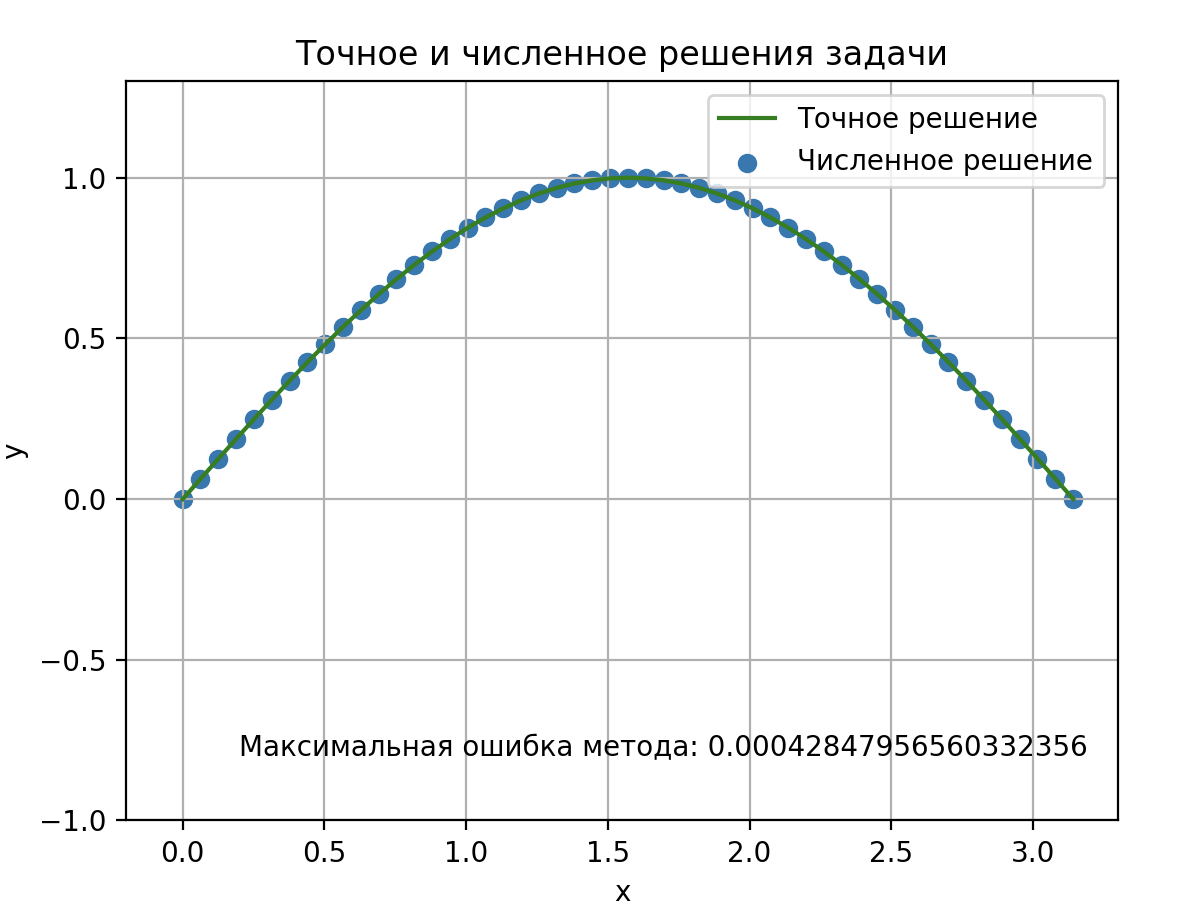 Точное и численное решения задачи
Точное решение
Численное решение
1.0
0.5
0.0
−0.5
−1.0
y
Максимальная ошибка метода: 0.00042847956560332356
0.0 0.5 1.0 1.5 2.0 2.5 3.0
x